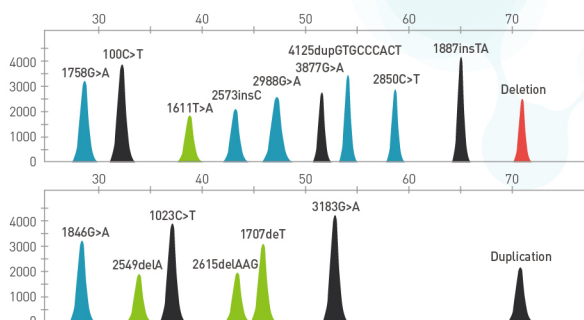 30 40 50 60 70
4125dupGTGCCCACT 1887insTA
100C>T
1758G>A 3877G>A 2850C>T
2988G>A Deletion
1611T>A 2573insC
4000
3000
2000
1000
0
30 40 50 60 70
1846G>A 1023C>T 3183G>A
1707deT
2549delA 2615delAAG Duplication
4000
3000
2000
1000
0